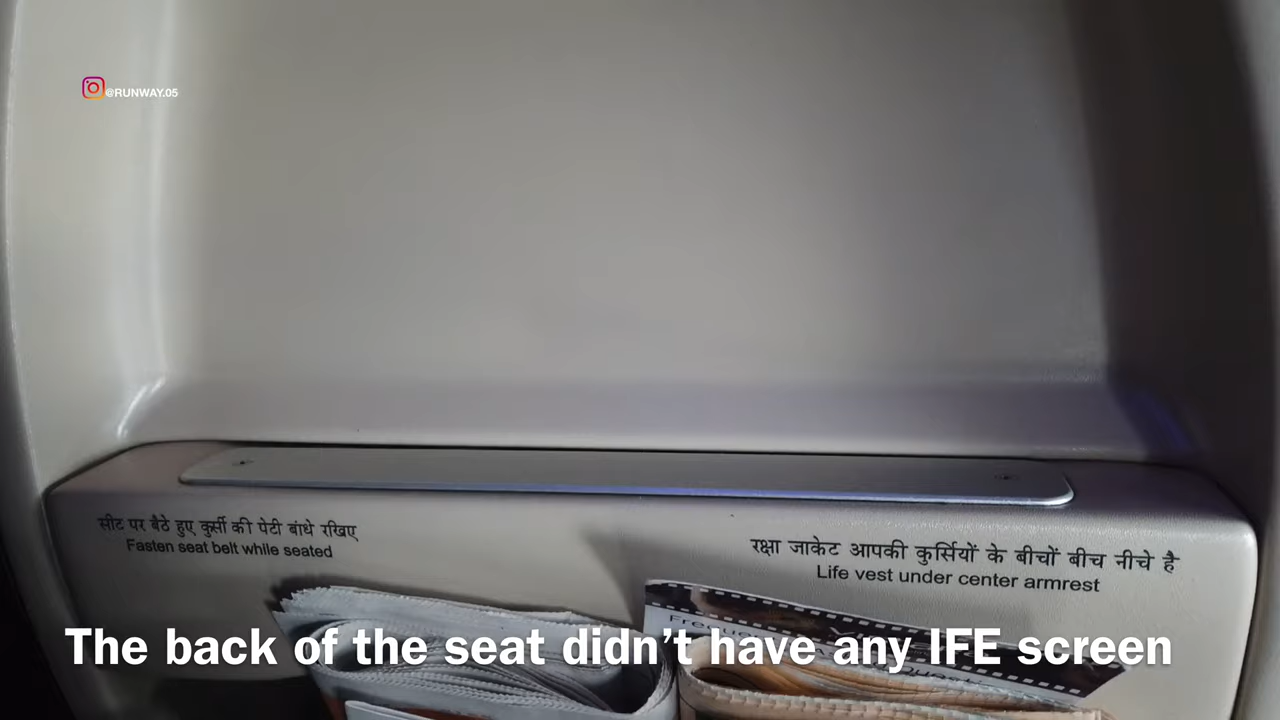 @RUNWAY.05
सीट पर बैठे हुए कुर्सी की पेटी बांधे रखिए
Fasten seat belt while seated
रक्षा जाकेट आपकी कुर्सियों के बीचों बीच नीचे है
Life vest under center armrest
The back of the seat didn't have any IFE screen